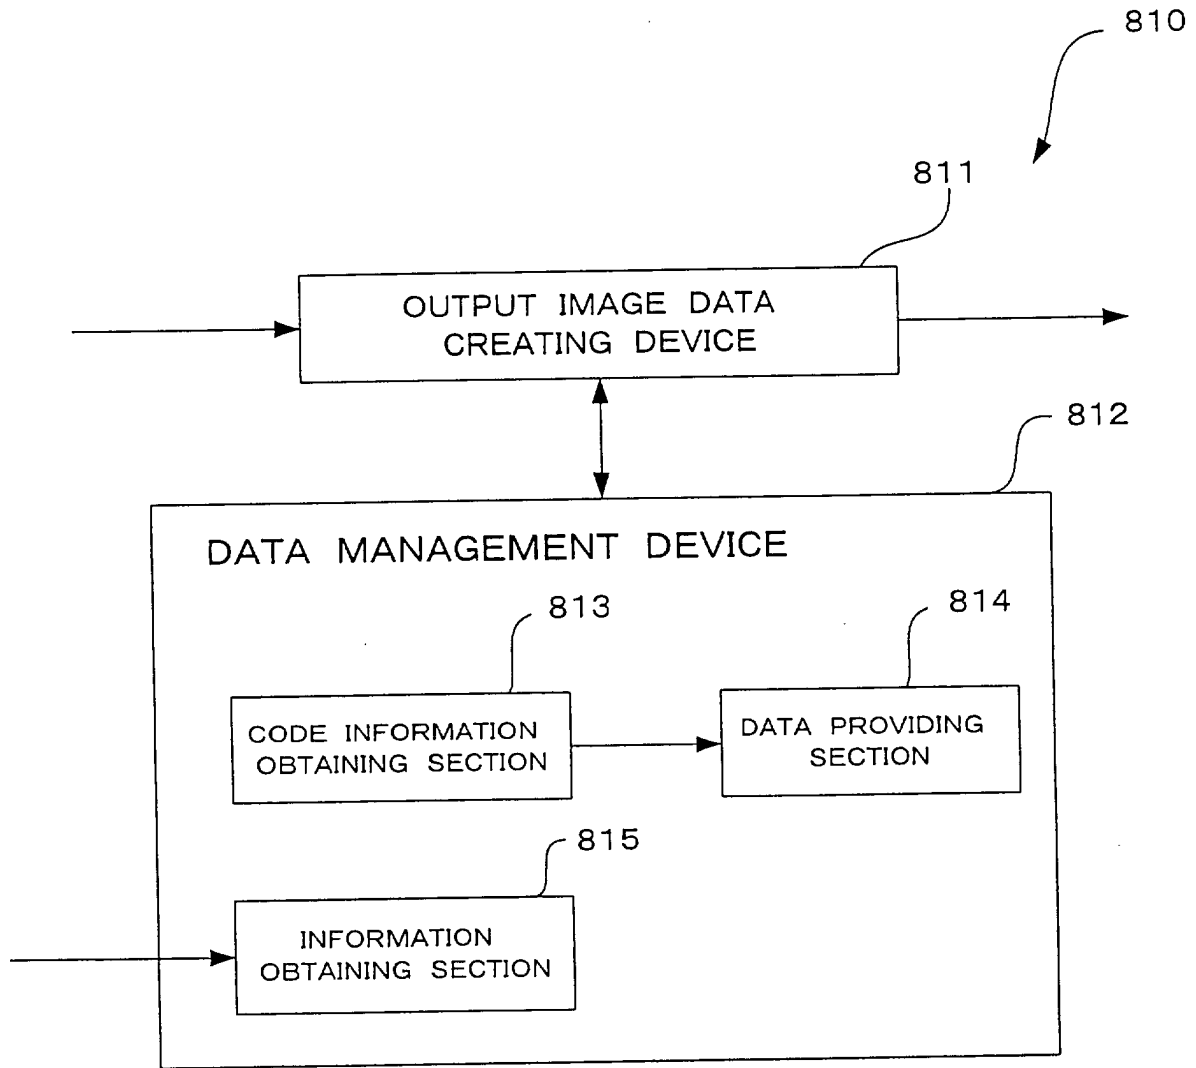 810
811
OUTPUT IMAGE DATA
CREATING DEVICE
812
DATA MANAGEMENT DEVICE
813
814
CODE INFORMATION
OBTAINING SECTION
DATA PROVIDING
SECTION
815
INFORMATION
OBTAINING SECTION